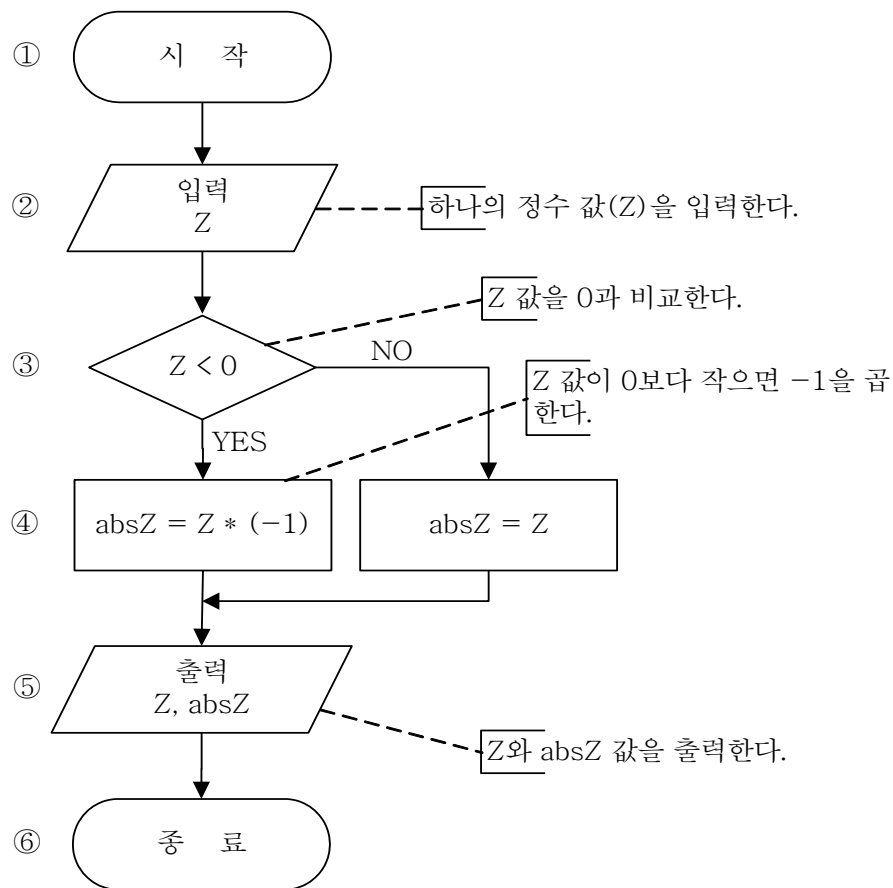 ① 시 작
② 입력
Z
하나의 정수 값(Z)을 입력한다.
Z 값을 0과 비교한다.
③ Z < 0
NO
Z 값이 0보다 작으면 -1을 곱
한다.
YES
④ absZ = Z * (-1)
absZ = Z
⑤ 출력
Z, absZ
Z와 absZ 값을 출력한다.
⑥ 종 료